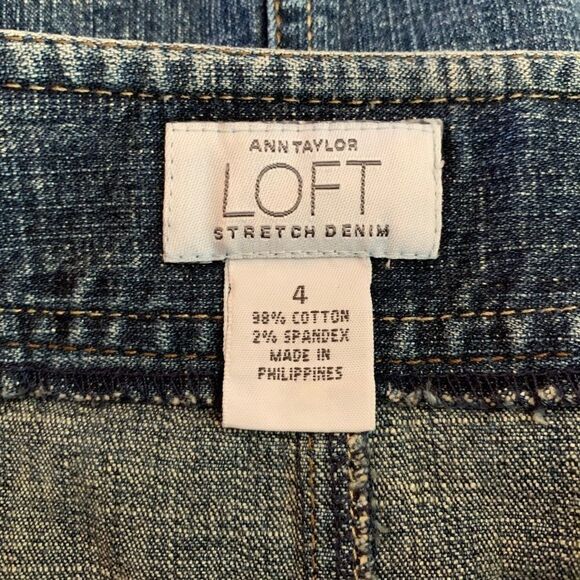 ANN TAYLOR
LOFT
STRETCH DENIM
4
98% COTTON
2% SPANDEX
MADE IN
PHILIPPINES